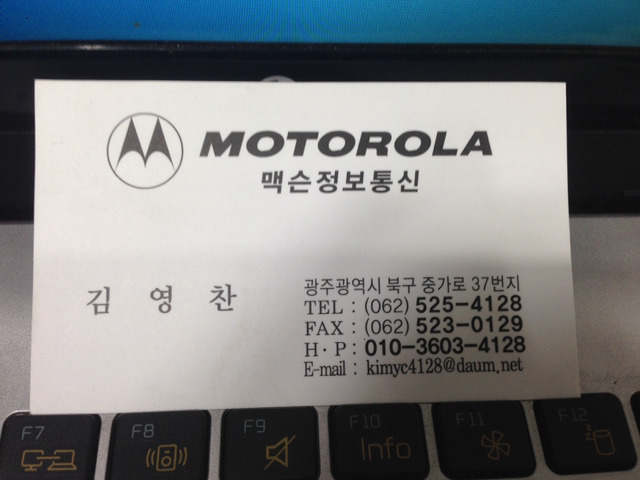 MOTOROLA
맥슨정보통신
김 영 찬
광주광역시 북구 중가로 37번지
TEL : (062) 525-4128
FAX : (062) 523-0129
H·P : 010-3603-4128
E-mail : kimyc4128@daum.net
F7 F8 F9 F10 F11 F12
Info